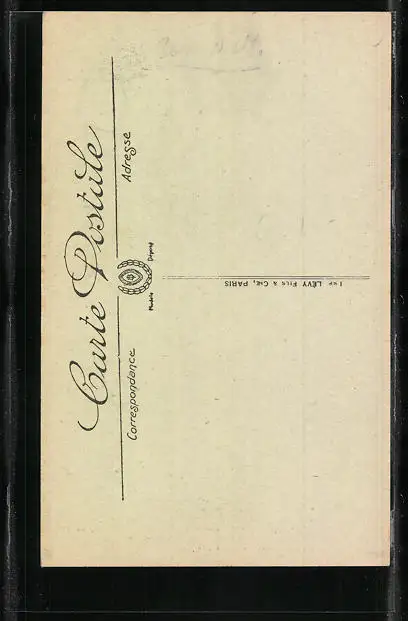 Carte Postale
Correspondance
Adresse
Modèle
Déposé
IMP. LÉVY FILS & CIE, PARIS